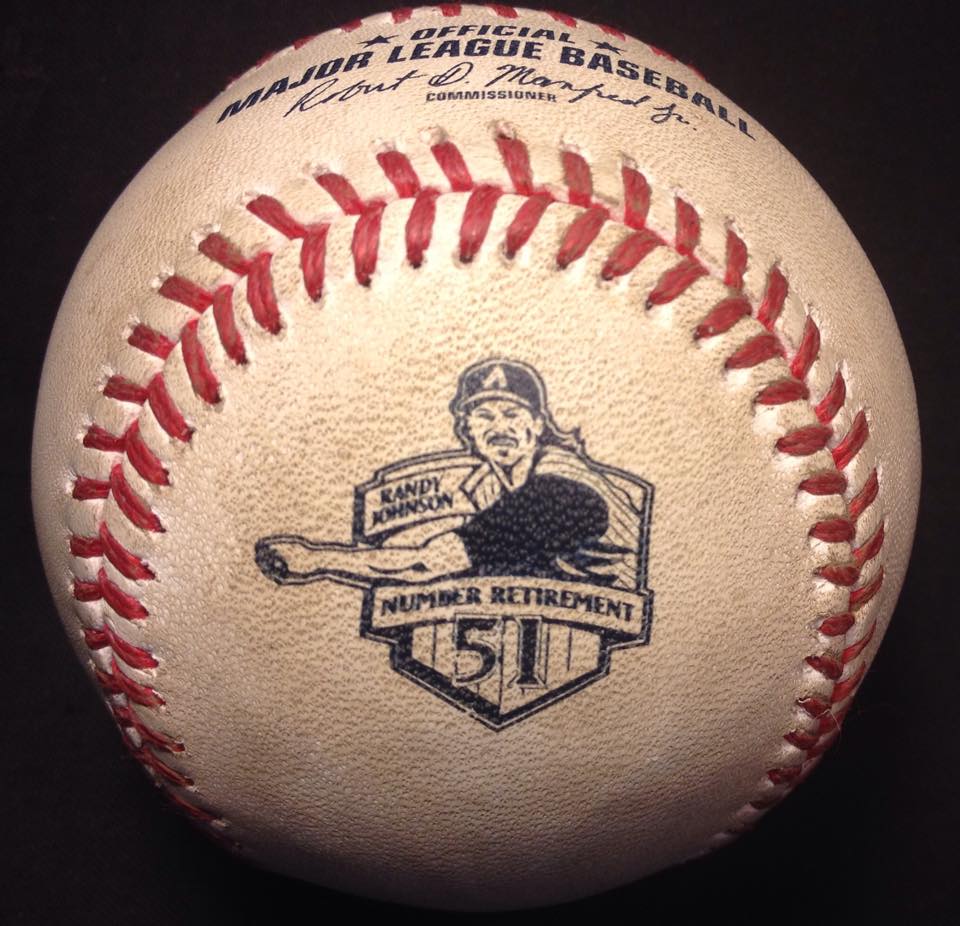 ★ OFFICIAL ★
MAJOR LEAGUE BASEBALL
Robert D. Manfred Jr.
COMMISSIONER
A
RANDY
JOHNSON
NUMBER RETIREMENT
51